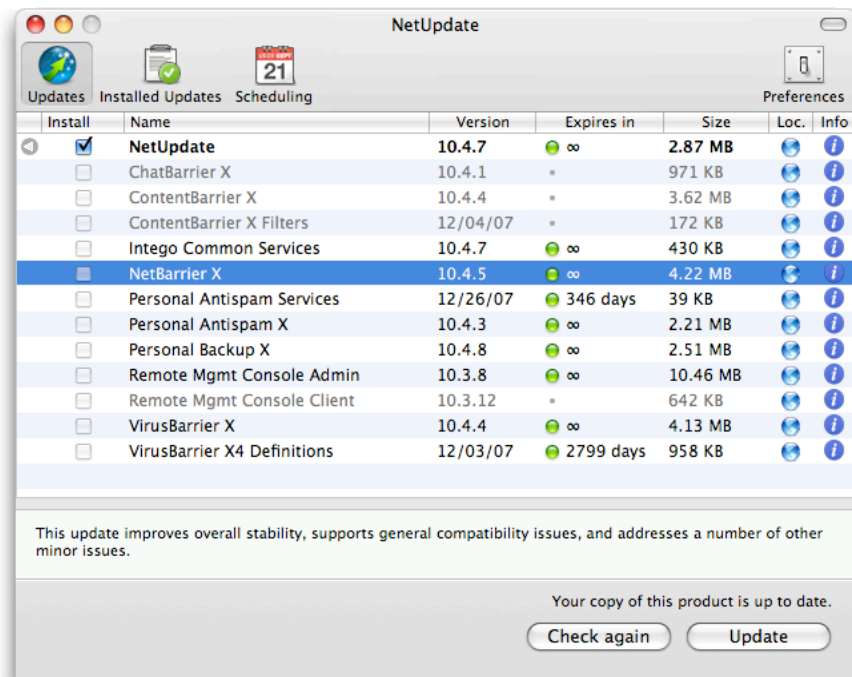 NetUpdate
21
Updates Installed Updates Scheduling Preferences
Install Name Version Expires in Size Loc. Info
NetUpdate 10.4.7 ∞ 2.87 MB
ChatBarrier X 10.4.1 971 KB
ContentBarrier X 10.4.4 3.62 MB
ContentBarrier X Filters 12/04/07 172 KB
Intego Common Services 10.4.7 ∞ 430 KB
NetBarrier X 10.4.5 ∞ 4.22 MB
Personal Antispam Services 12/26/07 346 days 39 KB
Personal Antispam X 10.4.3 ∞ 2.21 MB
Personal Backup X 10.4.8 ∞ 2.51 MB
Remote Mgmt Console Admin 10.3.8 ∞ 10.46 MB
Remote Mgmt Console Client 10.3.12 642 KB
VirusBarrier X 10.4.4 ∞ 4.13 MB
VirusBarrier X4 Definitions 12/03/07 2799 days 958 KB
This update improves overall stability, supports general compatibility issues, and addresses a number of other
minor issues.
Your copy of this product is up to date.
Check again Update